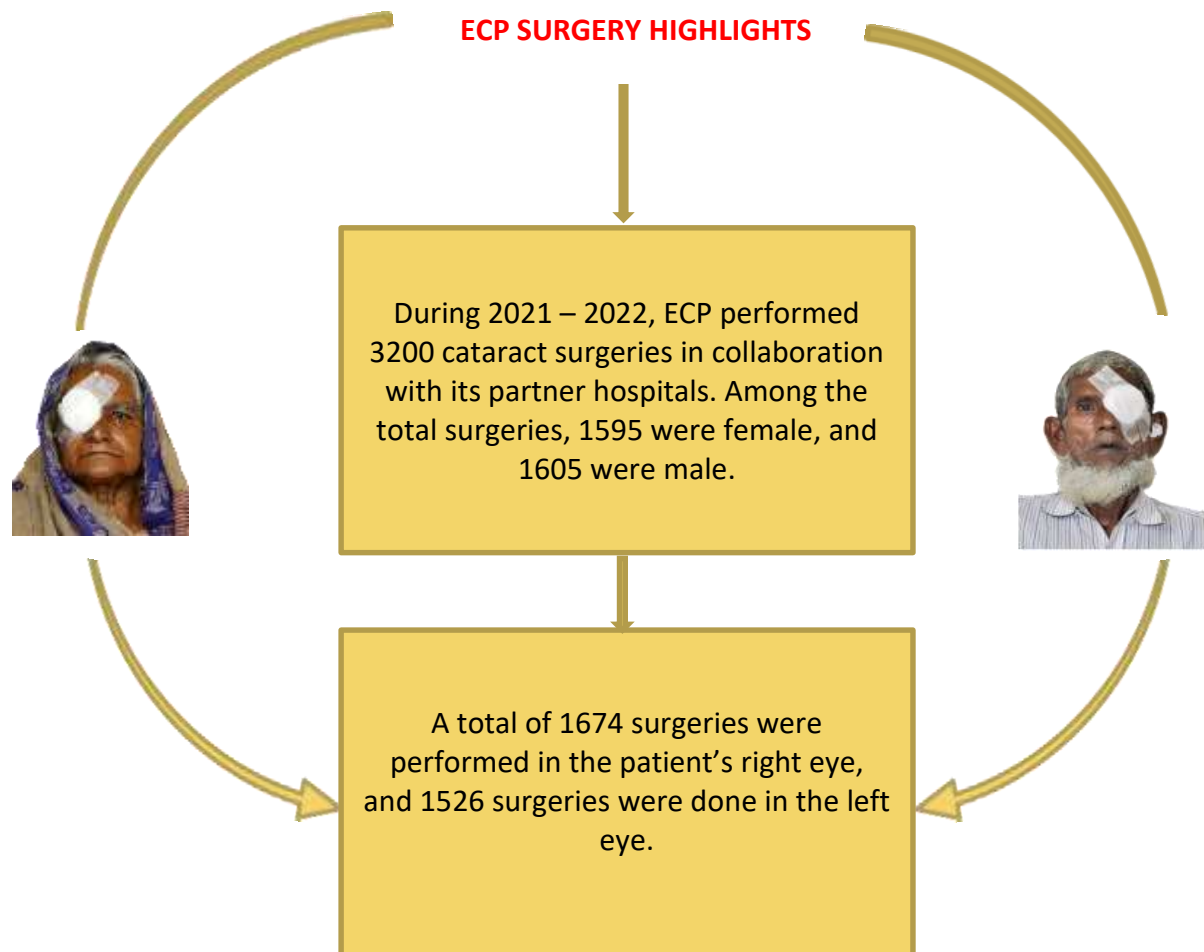 ECP SURGERY HIGHLIGHTS
During 2021 – 2022, ECP performed
3200 cataract surgeries in collaboration
with its partner hospitals. Among the
total surgeries, 1595 were female, and
1605 were male.
A total of 1674 surgeries were
performed in the patient’s right eye,
and 1526 surgeries were done in the left
eye.